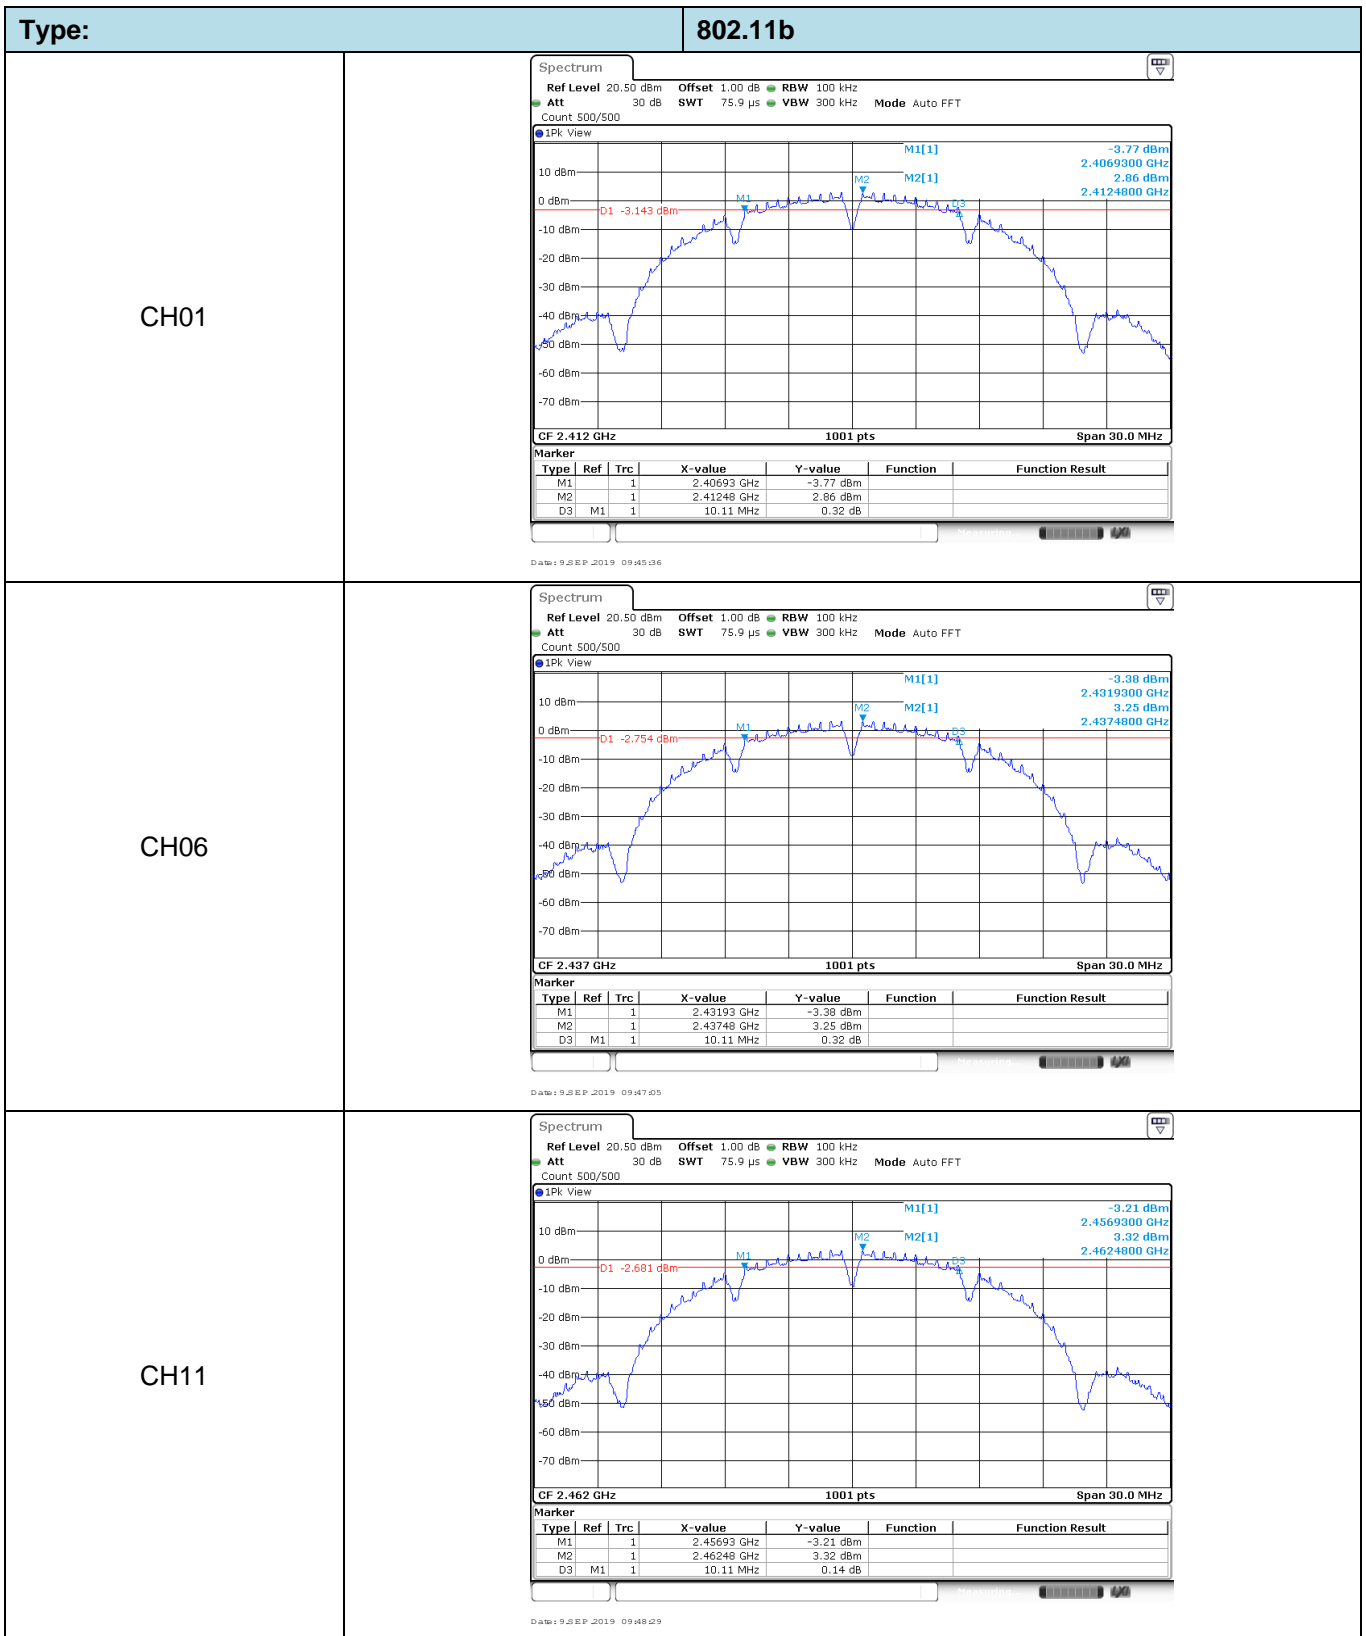 Type: 802.11b
CH01
Spectrum
Ref Level 20.50 dBm Offset 1.00 dB RBW 100 kHz
Att 30 dB SWT 75.9 µs VBW 300 kHz Mode Auto FFT
Count 500/500
1Pk View
M1[1] -3.77 dBm
2.4069300 GHz
M2[1] 2.86 dBm
2.4124800 GHz
10 dBm
M2
M1
D3
0 dBm
D1 -3.143 dBm
-10 dBm
-20 dBm
-30 dBm
-40 dBm
-50 dBm
-60 dBm
-70 dBm
CF 2.412 GHz 1001 pts Span 30.0 MHz
Marker
Type Ref Trc X-value Y-value Function Function Result
M1 1 2.40693 GHz -3.77 dBm
M2 1 2.41248 GHz 2.86 dBm
D3 M1 1 10.11 MHz 0.32 dB
Measuring...
Date: 9.SEP.2019 09:45:36
CH06
Spectrum
Ref Level 20.50 dBm Offset 1.00 dB RBW 100 kHz
Att 30 dB SWT 75.9 µs VBW 300 kHz Mode Auto FFT
Count 500/500
1Pk View
M1[1] -3.38 dBm
2.4319300 GHz
M2[1] 3.25 dBm
2.4374800 GHz
10 dBm
M2
M1
D3
0 dBm
D1 -2.754 dBm
-10 dBm
-20 dBm
-30 dBm
-40 dBm
-50 dBm
-60 dBm
-70 dBm
CF 2.437 GHz 1001 pts Span 30.0 MHz
Marker
Type Ref Trc X-value Y-value Function Function Result
M1 1 2.43193 GHz -3.38 dBm
M2 1 2.43748 GHz 3.25 dBm
D3 M1 1 10.11 MHz 0.32 dB
Measuring...
Date: 9.SEP.2019 09:47:05
CH11
Spectrum
Ref Level 20.50 dBm Offset 1.00 dB RBW 100 kHz
Att 30 dB SWT 75.9 µs VBW 300 kHz Mode Auto FFT
Count 500/500
1Pk View
M1[1] -3.21 dBm
2.4569300 GHz
M2[1] 3.32 dBm
2.4624800 GHz
10 dBm
M2
M1
D3
0 dBm
D1 -2.681 dBm
-10 dBm
-20 dBm
-30 dBm
-40 dBm
-50 dBm
-60 dBm
-70 dBm
CF 2.462 GHz 1001 pts Span 30.0 MHz
Marker
Type Ref Trc X-value Y-value Function Function Result
M1 1 2.45693 GHz -3.21 dBm
M2 1 2.46248 GHz 3.32 dBm
D3 M1 1 10.11 MHz 0.14 dB
Measuring...
Date: 9.SEP.2019 09:48:29